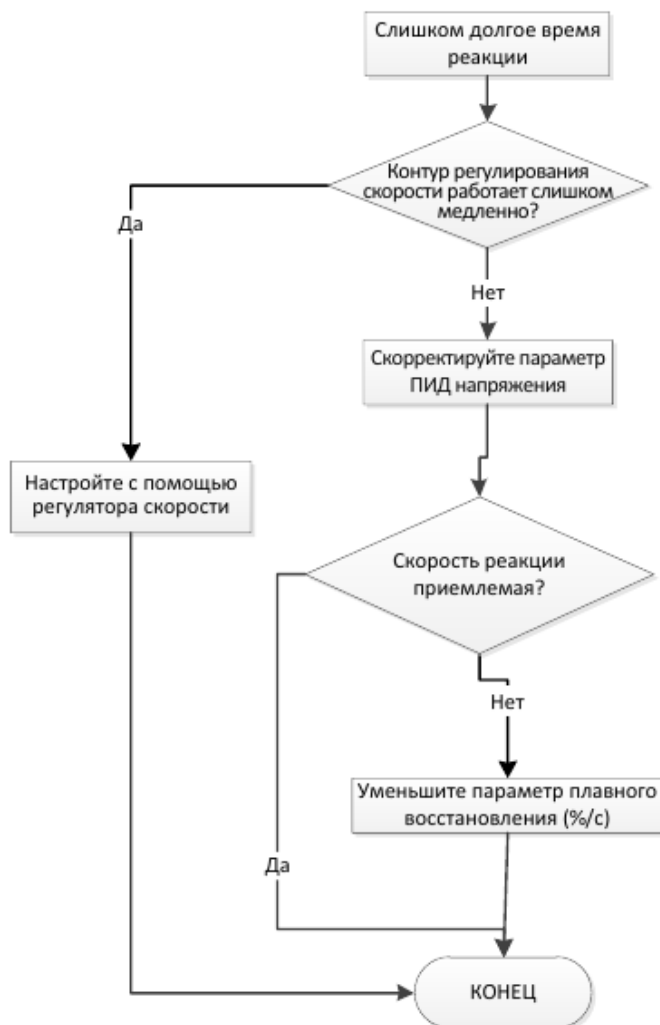 Слишком долгое время
реакции
Контур регулирования
скорости работает слишком
медленно?
Да
Нет
Скорректируйте параметр
ПИД напряжения
Настройте с помощью
регулятора скорости
Скорость реакции
приемлемая?
Нет
Уменьшите параметр плавного
восстановления (%/с)
Да
КОНЕЦ